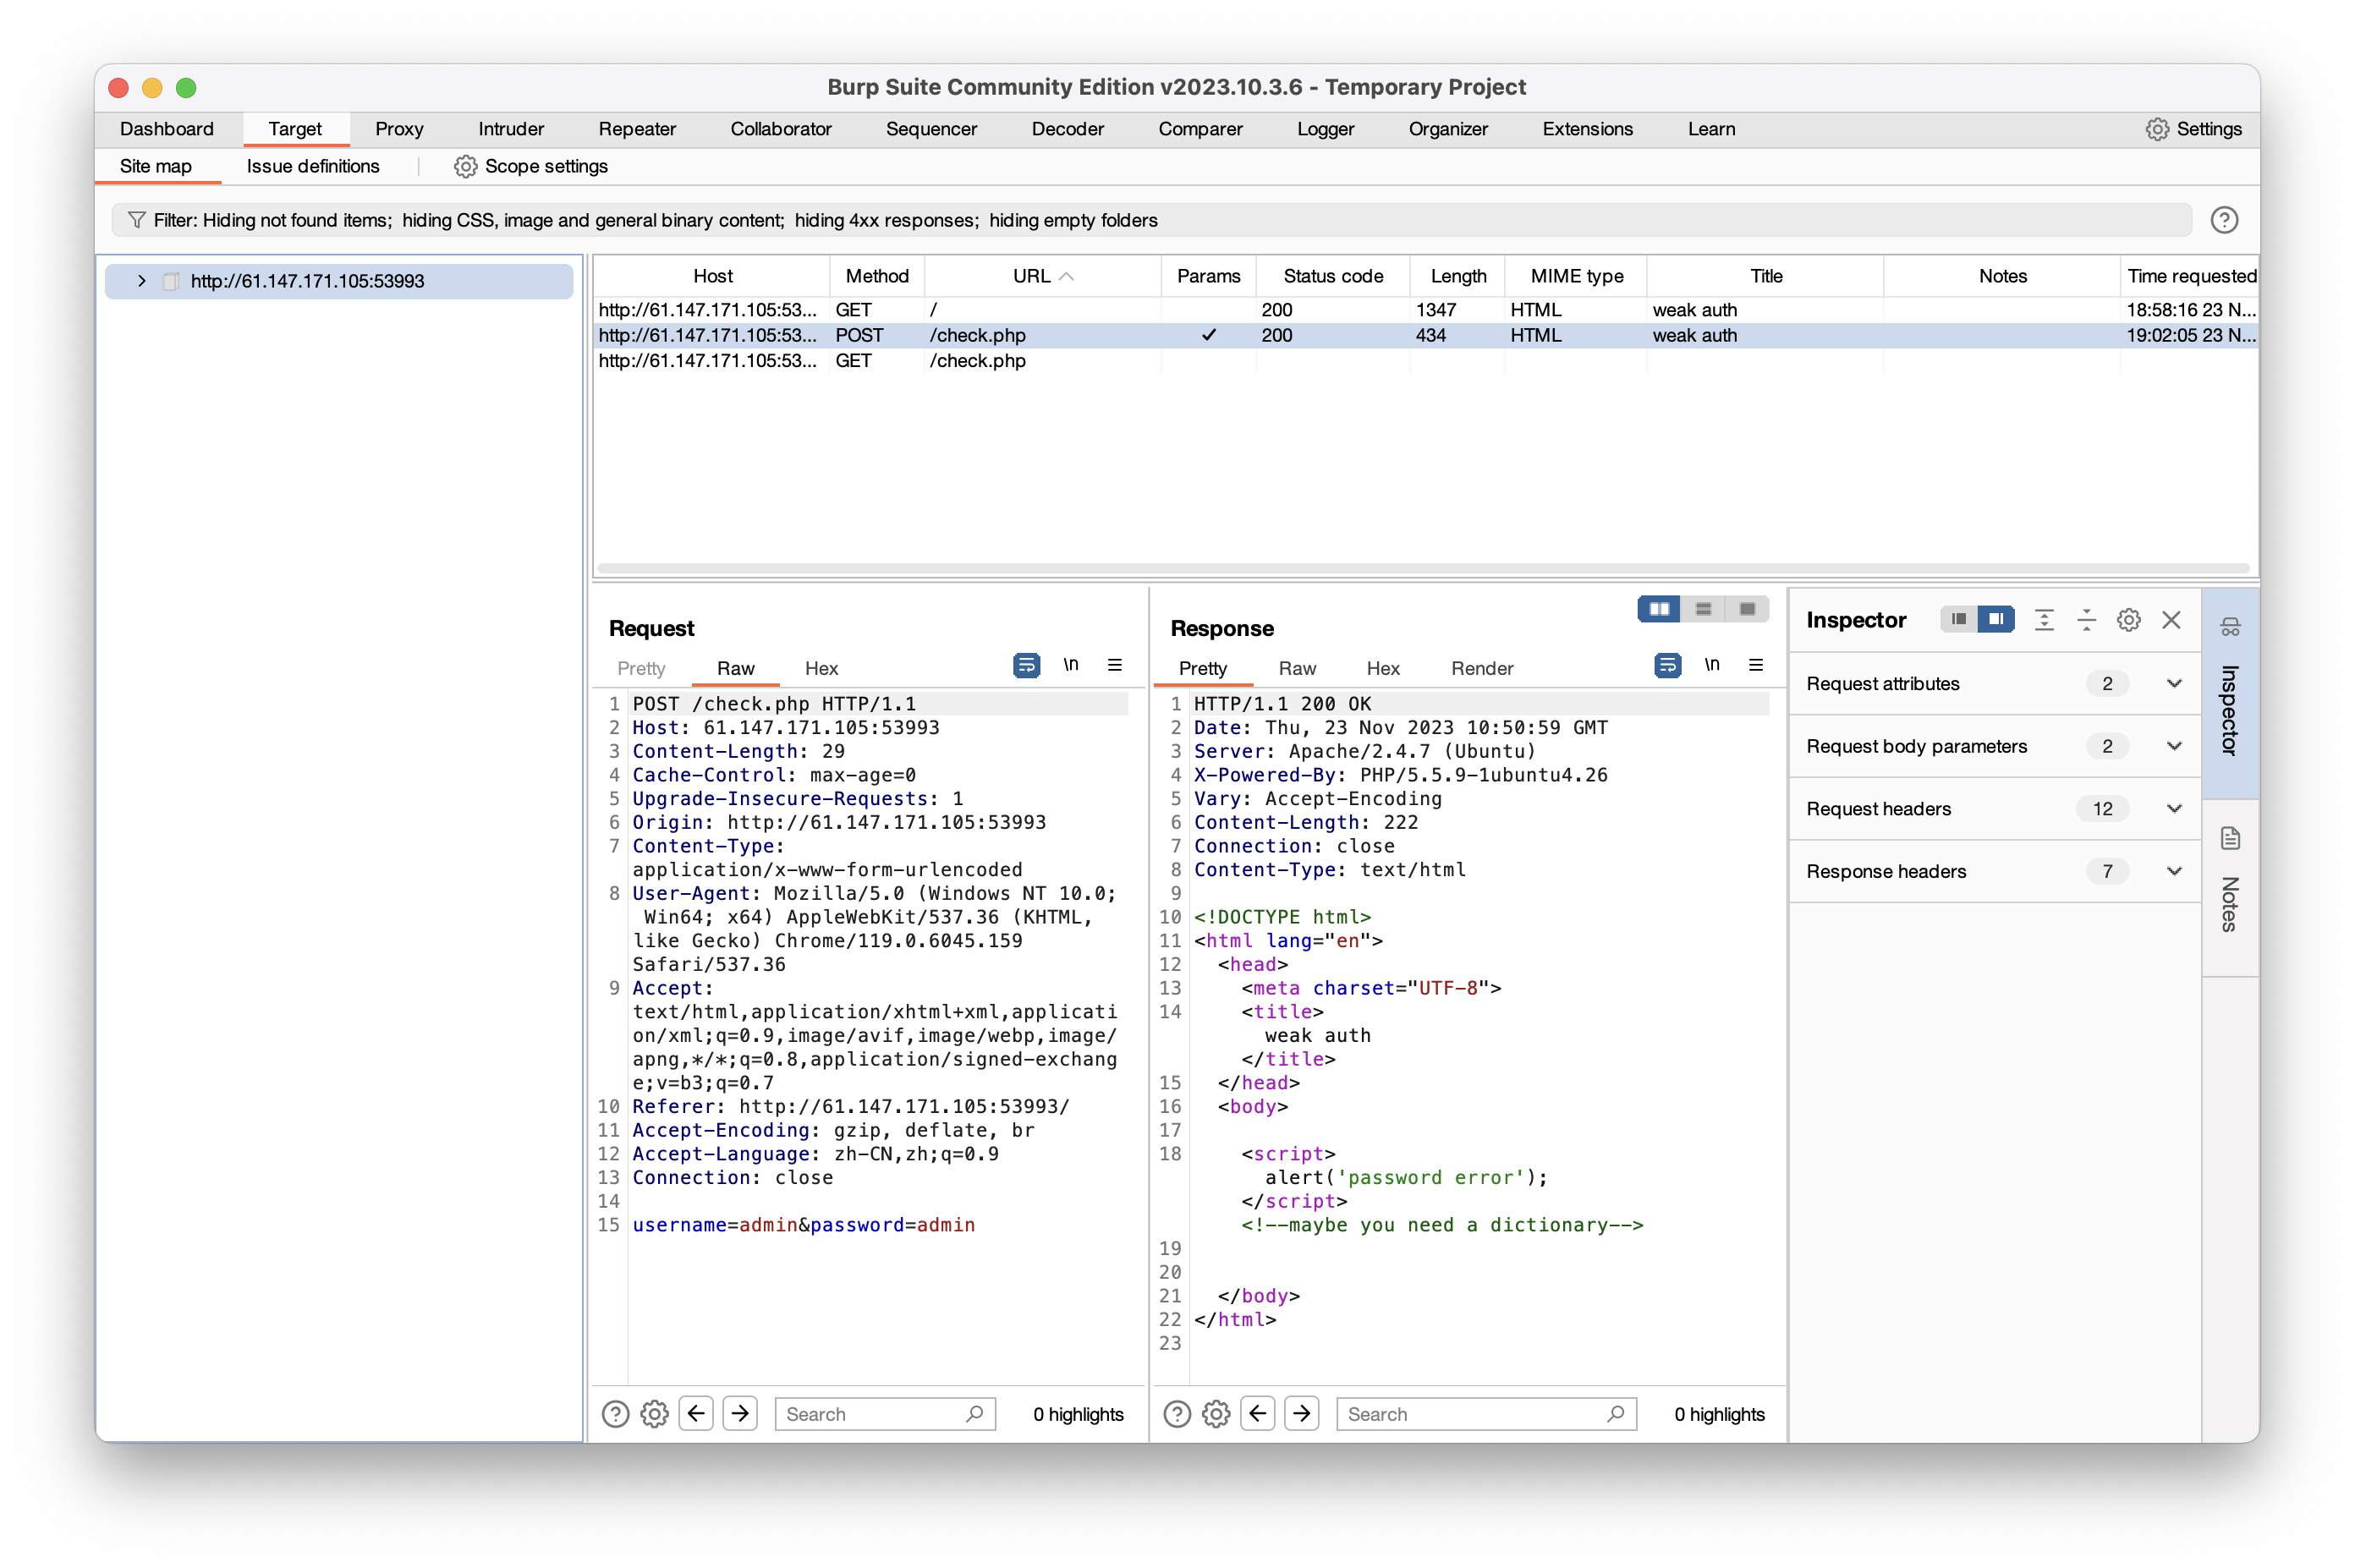 Burp Suite Community Edition v2023.10.3.6 - Temporary Project
Dashboard Target Proxy Intruder Repeater Collaborator Sequencer Decoder Comparer Logger Organizer Extensions Learn Settings
Site map Issue definitions Scope settings
Filter: Hiding not found items; hiding CSS, image and general binary content; hiding 4xx responses; hiding empty folders
http://61.147.171.105:53993
Host Method URL Params Status code Length MIME type Title Notes Time requested
http://61.147.171.105:53... GET / 200 1347 HTML weak auth 18:58:16 23 N...
http://61.147.171.105:53... POST /check.php ✓ 200 434 HTML weak auth 19:02:05 23 N...
http://61.147.171.105:53... GET /check.php
Request
Pretty Raw Hex \n
1 POST /check.php HTTP/1.1
2 Host: 61.147.171.105:53993
3 Content-Length: 29
4 Cache-Control: max-age=0
5 Upgrade-Insecure-Requests: 1
6 Origin: http://61.147.171.105:53993
7 Content-Type:
application/x-www-form-urlencoded
8 User-Agent: Mozilla/5.0 (Windows NT 10.0;
Win64; x64) AppleWebKit/537.36 (KHTML,
like Gecko) Chrome/119.0.6045.159
Safari/537.36
9 Accept:
text/html,application/xhtml+xml,applicati
on/xml;q=0.9,image/avif,image/webp,image/
apng,*/*;q=0.8,application/signed-exchang
e;v=b3;q=0.7
10 Referer: http://61.147.171.105:53993/
11 Accept-Encoding: gzip, deflate, br
12 Accept-Language: zh-CN,zh;q=0.9
13 Connection: close
14
15 username=admin&password=admin
Search 0 highlights
Response
Pretty Raw Hex Render \n
1 HTTP/1.1 200 OK
2 Date: Thu, 23 Nov 2023 10:50:59 GMT
3 Server: Apache/2.4.7 (Ubuntu)
4 X-Powered-By: PHP/5.5.9-1ubuntu4.26
5 Vary: Accept-Encoding
6 Content-Length: 222
7 Connection: close
8 Content-Type: text/html
9
10 <!DOCTYPE html>
11 <html lang="en">
12 <head>
13 <meta charset="UTF-8">
14 <title>
weak auth
</title>
15 </head>
16 <body>
17
18 <script>
alert('password error');
</script>
<!--maybe you need a dictionary-->
19
20
21 </body>
22 </html>
23
Search 0 highlights
Inspector
Request attributes 2
Request body parameters 2
Request headers 12
Response headers 7
Inspector
Notes